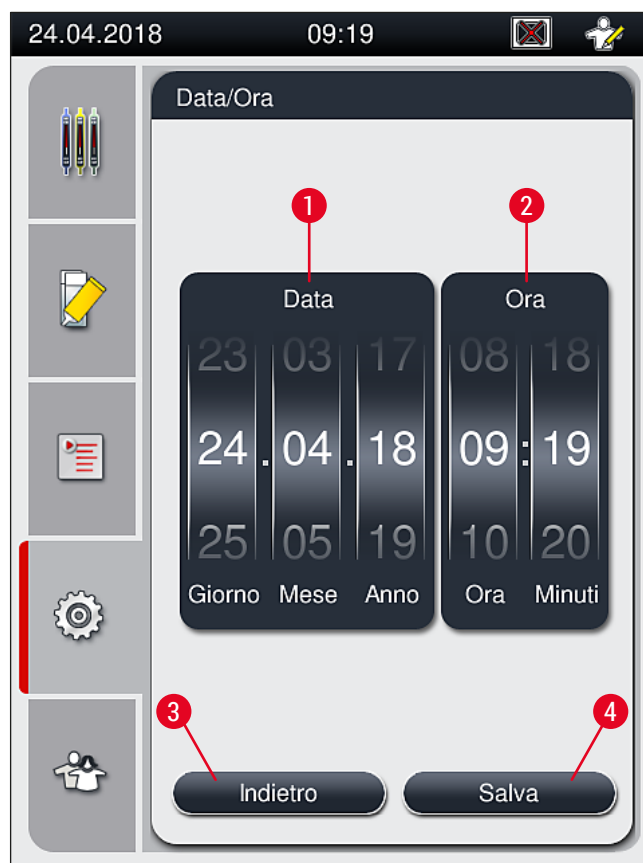 24.04.2018 09:19
Data/Ora
1 2
Data Ora
23 03 17 08 18
24 . 04 . 18 09 : 19
25 05 19 10 20
Giorno Mese Anno Ora Minuti
3 4
Indietro Salva